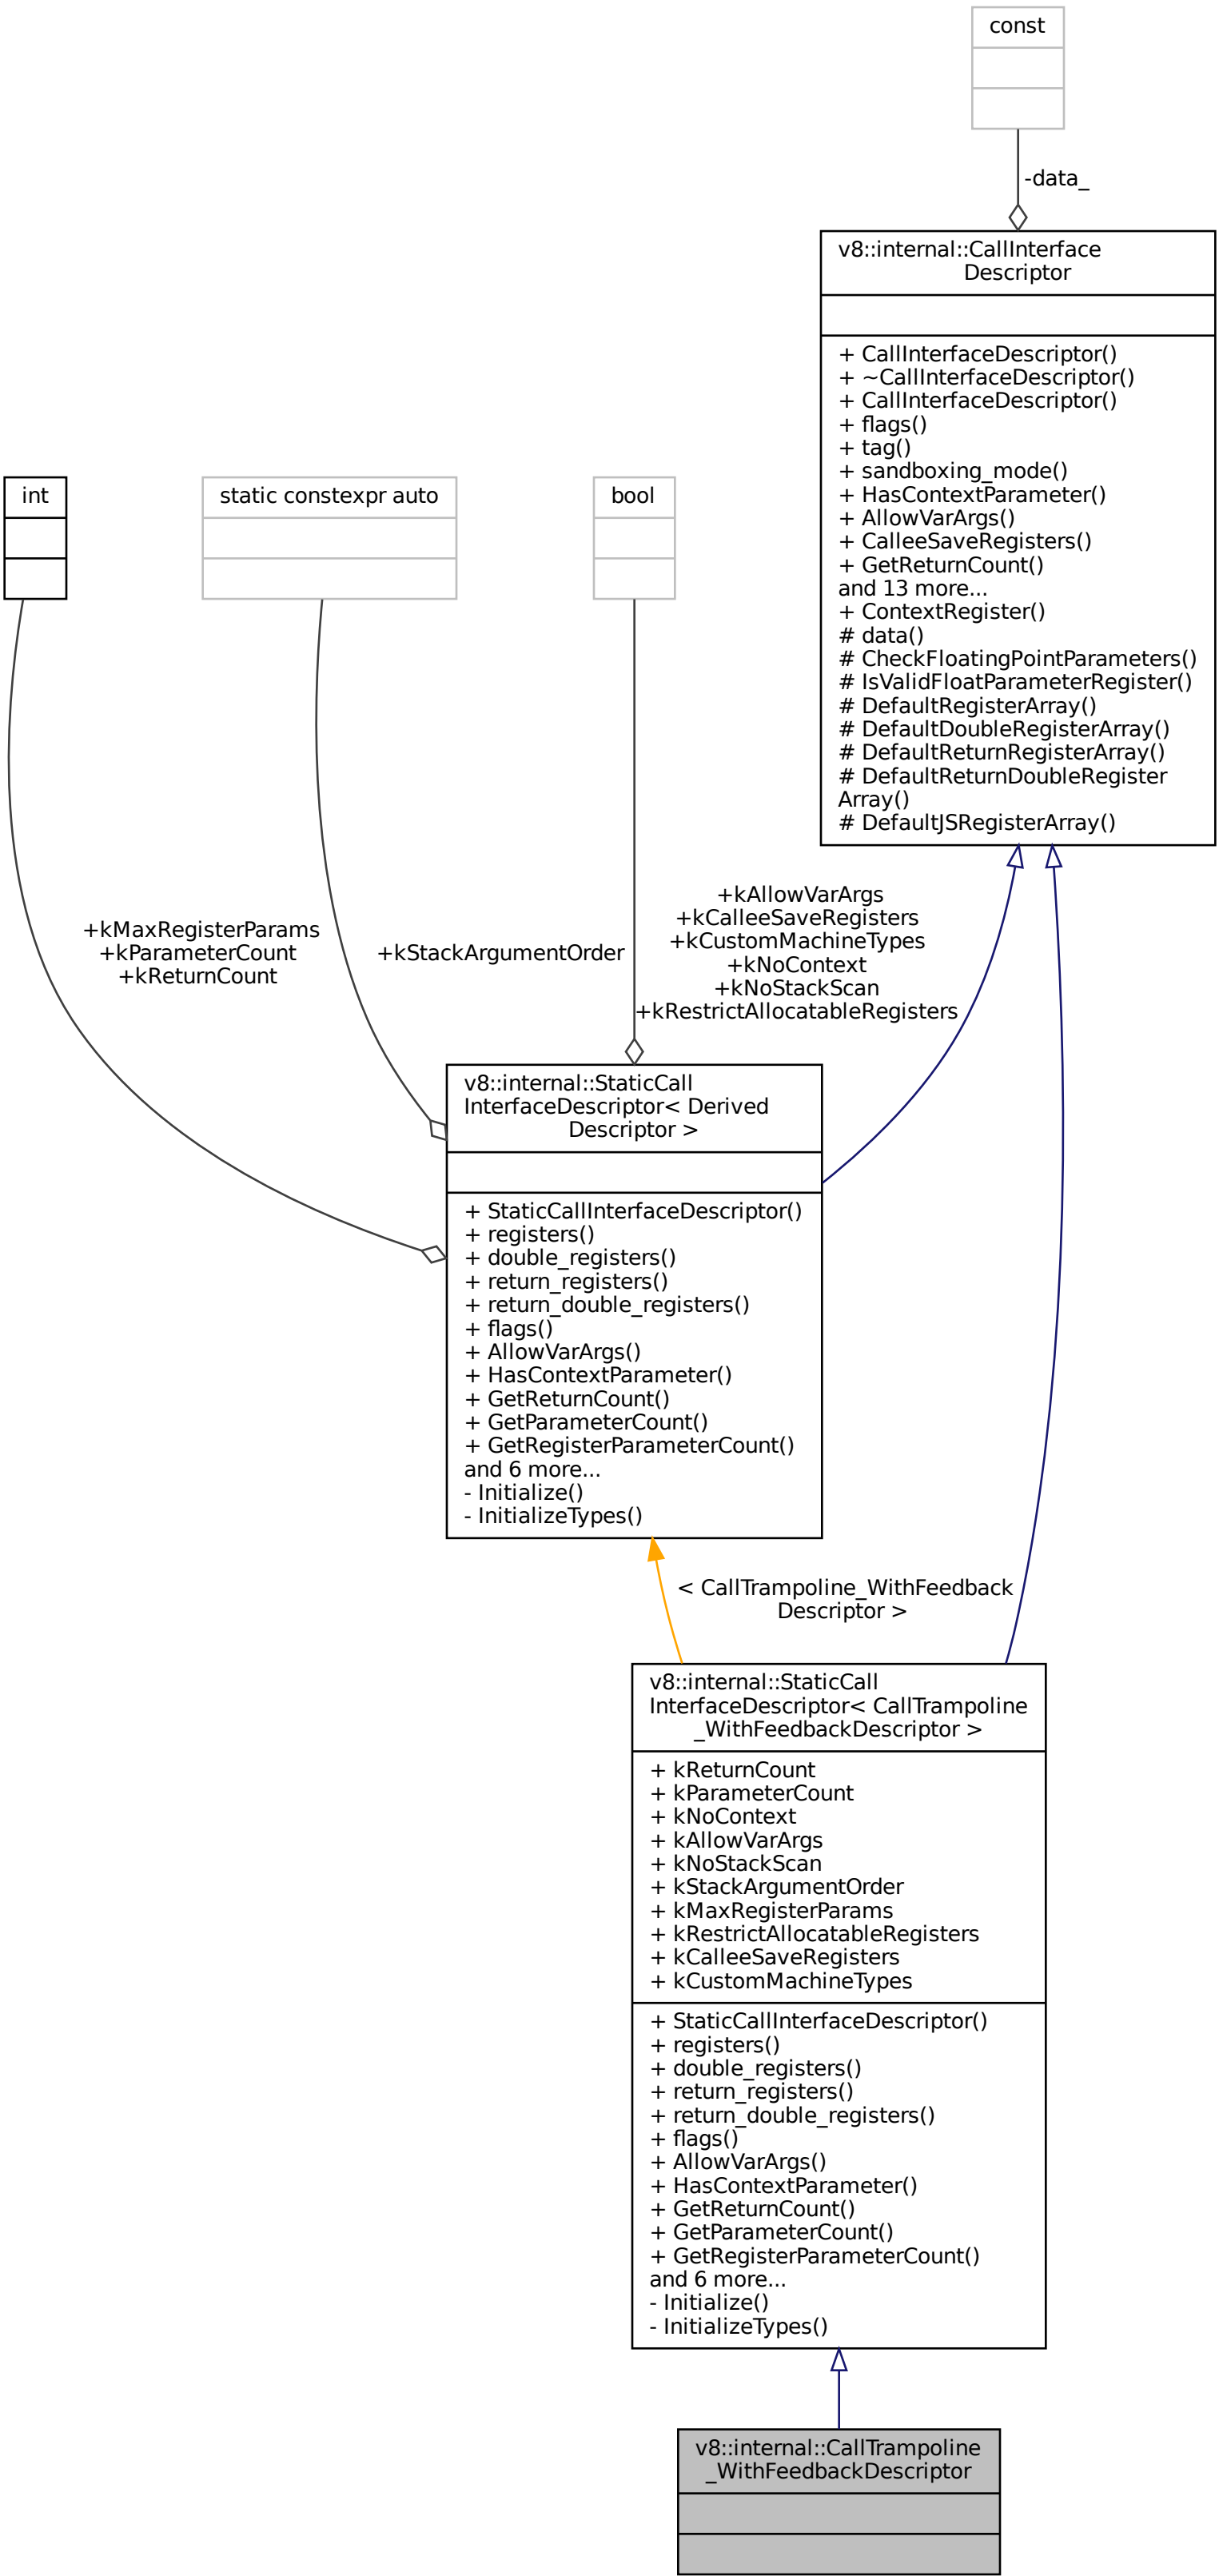 const
-data_
v8::internal::CallInterface
Descriptor
+ CallInterfaceDescriptor()
+ ~CallInterfaceDescriptor()
+ CallInterfaceDescriptor()
+ flags()
+ tag()
+ sandboxing_mode()
+ HasContextParameter()
+ AllowVarArgs()
+ CalleeSaveRegisters()
+ GetReturnCount()
and 13 more...
+ ContextRegister()
# data()
# CheckFloatingPointParameters()
# IsValidFloatParameterRegister()
# DefaultRegisterArray()
# DefaultDoubleRegisterArray()
# DefaultReturnRegisterArray()
# DefaultReturnDoubleRegister
Array()
# DefaultJSRegisterArray()
int
static constexpr auto
bool
+kMaxRegisterParams
+kParameterCount
+kReturnCount
+kStackArgumentOrder
+kAllowVarArgs
+kCalleeSaveRegisters
+kCustomMachineTypes
+kNoContext
+kNoStackScan
+kRestrictAllocatableRegisters
v8::internal::StaticCall
InterfaceDescriptor< Derived
Descriptor >
+ StaticCallInterfaceDescriptor()
+ registers()
+ double_registers()
+ return_registers()
+ return_double_registers()
+ flags()
+ AllowVarArgs()
+ HasContextParameter()
+ GetReturnCount()
+ GetParameterCount()
+ GetRegisterParameterCount()
and 6 more...
- Initialize()
- InitializeTypes()
< CallTrampoline_WithFeedback
Descriptor >
v8::internal::StaticCall
InterfaceDescriptor< CallTrampoline
_WithFeedbackDescriptor >
+ kReturnCount
+ kParameterCount
+ kNoContext
+ kAllowVarArgs
+ kNoStackScan
+ kStackArgumentOrder
+ kMaxRegisterParams
+ kRestrictAllocatableRegisters
+ kCalleeSaveRegisters
+ kCustomMachineTypes
+ StaticCallInterfaceDescriptor()
+ registers()
+ double_registers()
+ return_registers()
+ return_double_registers()
+ flags()
+ AllowVarArgs()
+ HasContextParameter()
+ GetReturnCount()
+ GetParameterCount()
+ GetRegisterParameterCount()
and 6 more...
- Initialize()
- InitializeTypes()
v8::internal::CallTrampoline
_WithFeedbackDescriptor